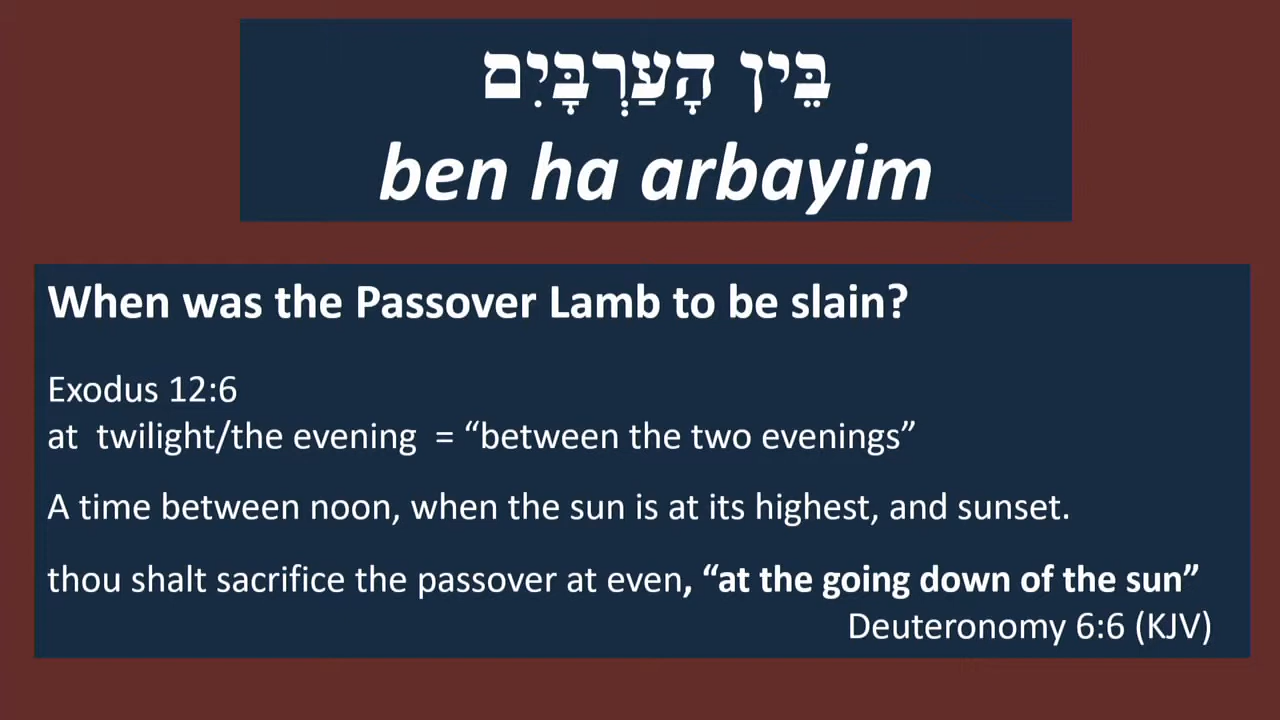 בֵּין הָעַרְבָּיִם
ben ha arbayim
When was the Passover Lamb to be slain?
Exodus 12:6
at  twilight/the evening  = “between the two evenings”
A time between noon, when the sun is at its highest, and sunset.
thou shalt sacrifice the passover at even, “at the going down of the sun”
Deuteronomy 6:6 (KJV)